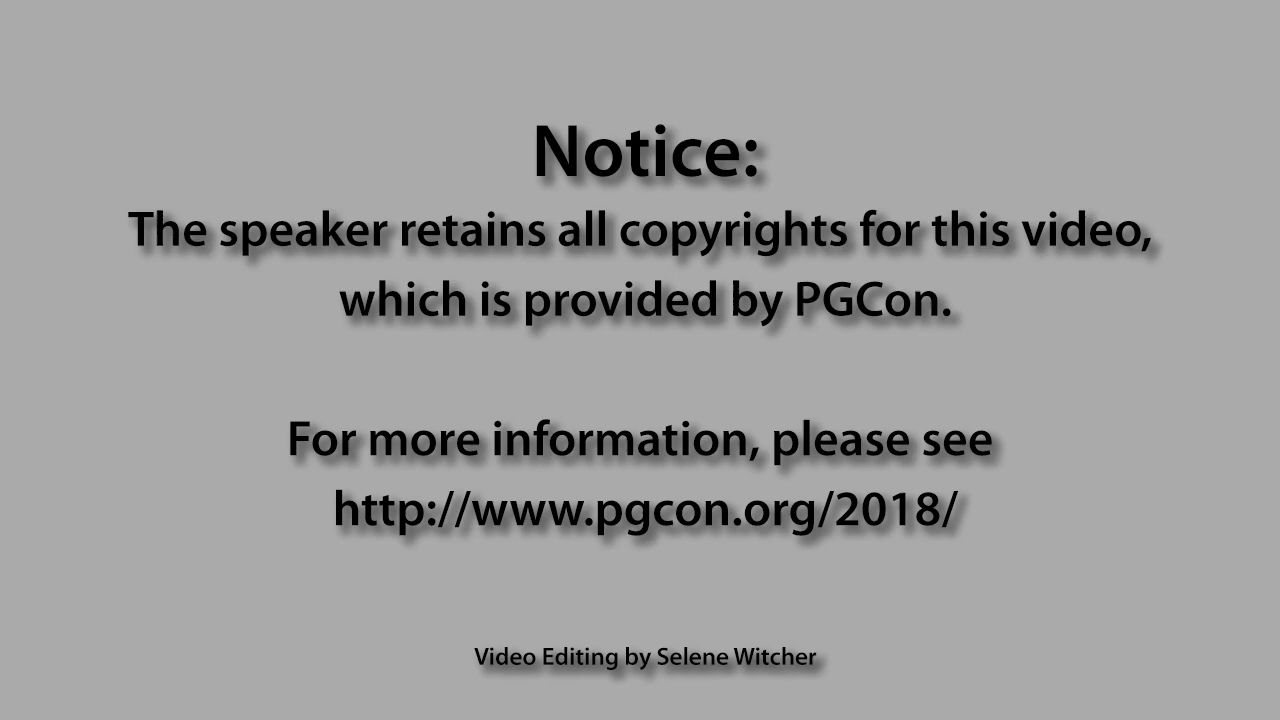 Notice:
The speaker retains all copyrights for this video,
which is provided by PGCon.
For more information, please see
http://www.pgcon.org/2018/
Video Editing by Selene Witcher